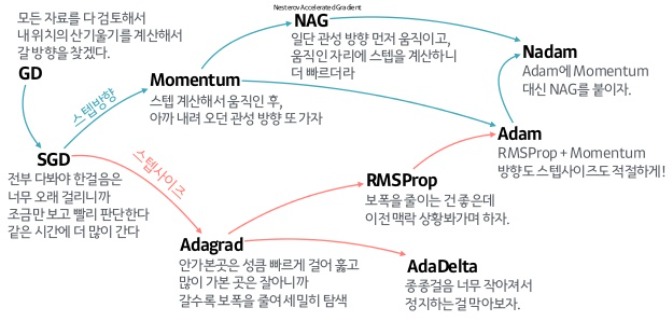 모든 자료를 다 검토해서
내 위치의 산기울기를 계산해서
갈 방향을 찾겠다.
GD
Nesterov Accelerated Gradient
NAG
일단 관성 방향 먼저 움직이고,
움직인 자리에 스텝을 계산하니
더 빠르더라
Nadam
Adam에 Momentum
대신 NAG를 붙이자.
Momentum
스텝 계산해서 움직인 후,
아까 내려 오던 관성 방향 또 가자
스텝방향
Adam
RMSProp + Momentum
방향도 스텝사이즈도 적절하게!
SGD
전부 다봐야 한걸음은
너무 오래 걸리니까
조금만 보고 빨리 판단한다
같은 시간에 더 많이 간다
스텝사이즈
RMSProp
보폭을 줄이는 건 좋은데
이전 맥락 상황봐가며 하자.
Adagrad
안가본곳은 성큼 빠르게 걸어 훑고
많이 가본 곳은 잘아니까
갈수록 보폭을 줄여 세밀히 탐색
AdaDelta
종종걸음 너무 작아져서
정지하는걸 막아보자.